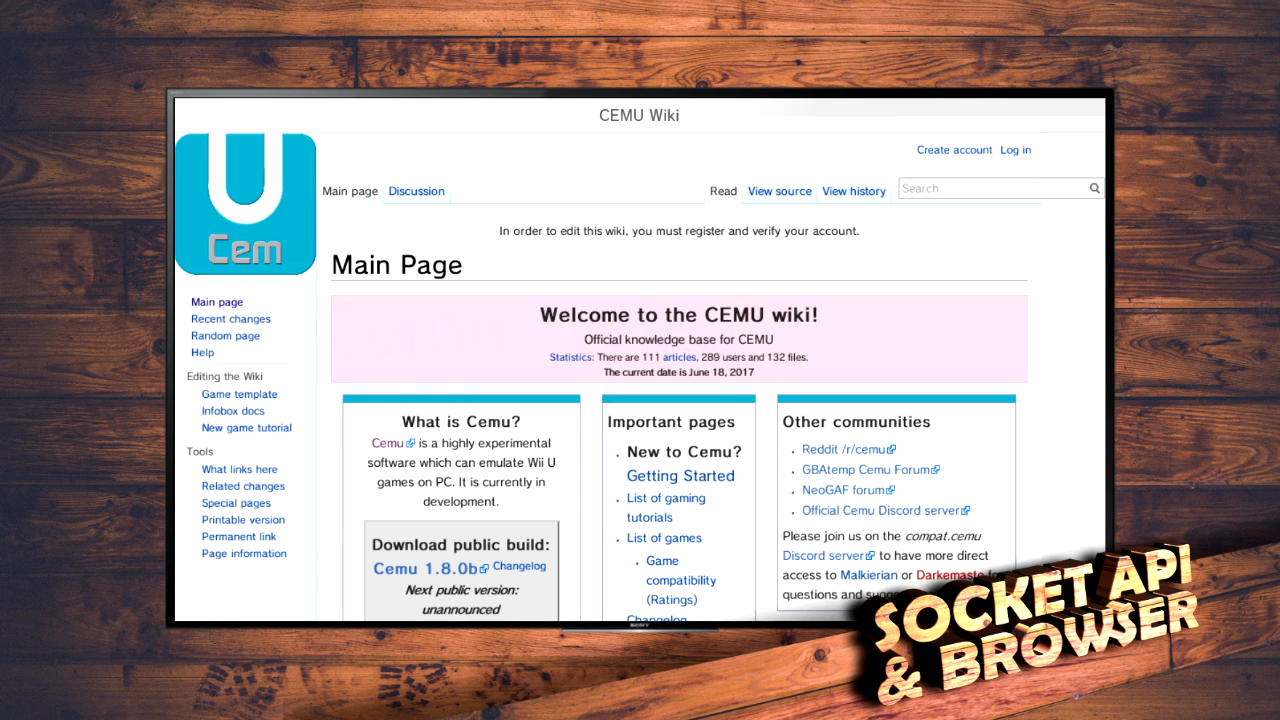 CEMU Wiki
Create account Log in
U
Cem
Main page Discussion
Read View source View history Search
In order to edit this wiki, you must register and verify your account.
Main Page
Main page
Recent changes
Random page
Help
Editing the Wiki
Game template
Infobox docs
New game tutorial
Tools
What links here
Related changes
Special pages
Printable version
Permanent link
Page information
Welcome to the CEMU wiki!
Official knowledge base for CEMU
Statistics: There are 111 articles, 289 users and 132 files.
The current date is June 18, 2017
What is Cemu?
Cemu is a highly experimental
software which can emulate Wii U
games on PC. It is currently in
development.
Download public build:
Cemu 1.8.0b Changelog
Next public version:
unannounced
Important pages
New to Cemu?
Getting Started
List of gaming
tutorials
List of games
Game
compatibility
(Ratings)
Changelog
Other communities
Reddit /r/cemu
GBAtemp Cemu Forum
NeoGAF forum
Official Cemu Discord server
Please join us on the compat.cemu
Discord server to have more direct
access to Malkierian or
questions and
SONY
SOCKET API
& BROWSER